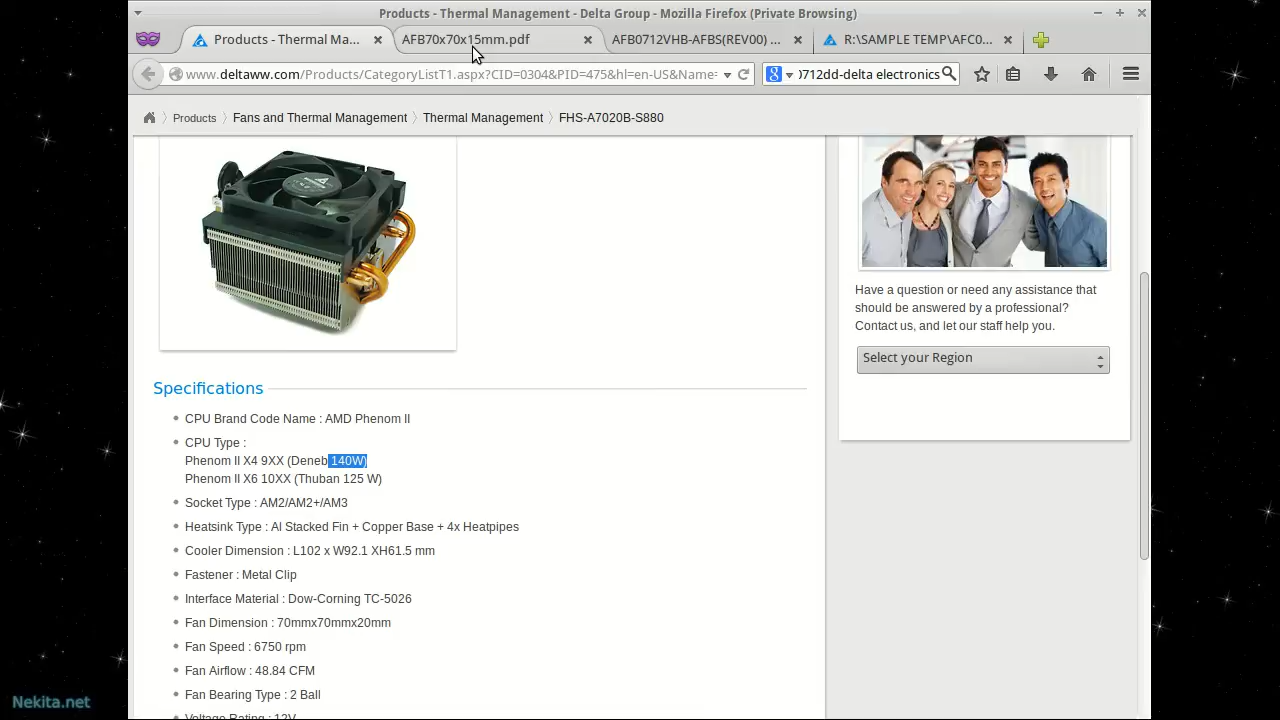 Products - Thermal Management - Delta Group - Mozilla Firefox (Private Browsing)
Products - Thermal Ma...
AFB70x70x15mm.pdf
AFB0712VHB-AFBS(REV00) ...
R:\SAMPLE TEMP\AFC0...
www.deltaww.com/Products/CategoryListT1.aspx?CID=0304&PID=475&hl=en-US&Name=
0712dd-delta electronics
Products
Fans and Thermal Management
Thermal Management
FHS-A7020B-S880
Have a question or need any assistance that
should be answered by a professional?
Contact us, and let our staff help you.
Select your Region
Specifications
CPU Brand Code Name : AMD Phenom II
CPU Type :
Phenom II X4 9XX (Deneb 140W)
Phenom II X6 10XX (Thuban 125 W)
Socket Type : AM2/AM2+/AM3
Heatsink Type : Al Stacked Fin + Copper Base + 4x Heatpipes
Cooler Dimension : L102 x W92.1 XH61.5 mm
Fastener : Metal Clip
Interface Material : Dow-Corning TC-5026
Fan Dimension : 70mmx70mmx20mm
Fan Speed : 6750 rpm
Fan Airflow : 48.84 CFM
Fan Bearing Type : 2 Ball
Voltage Rating : 12V
Nekita.net